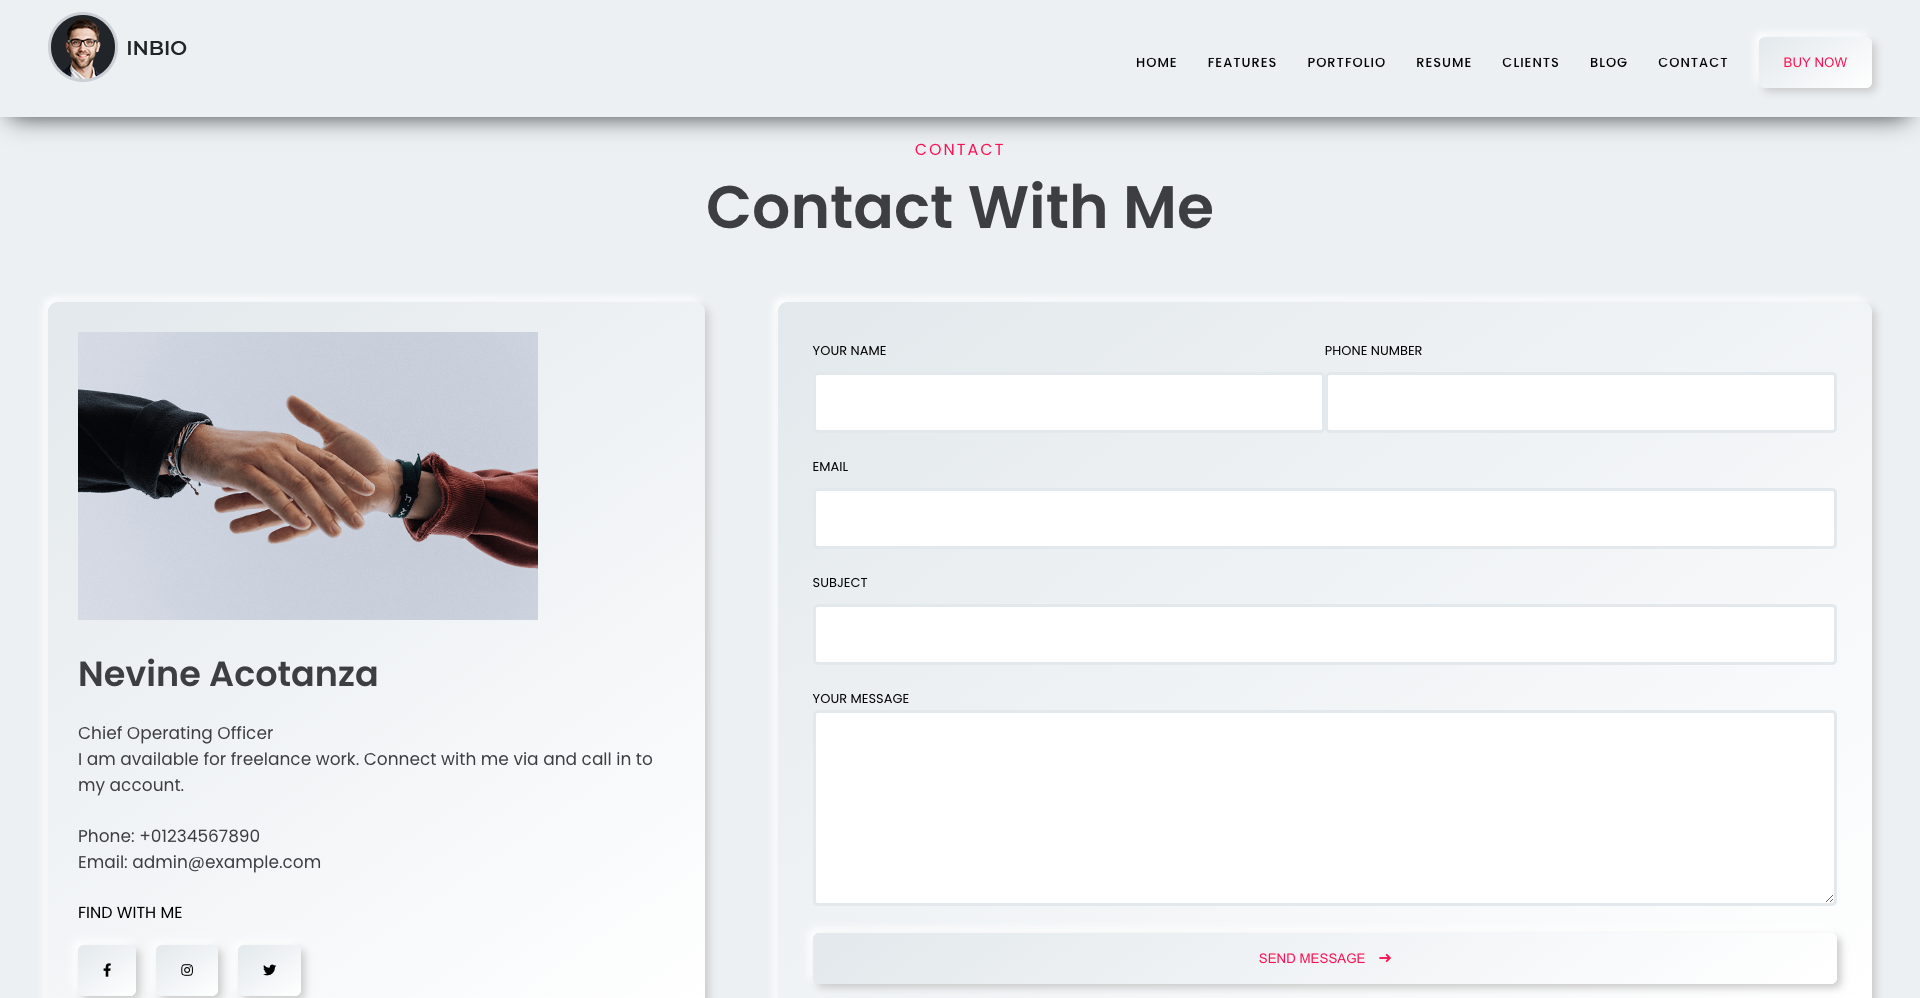 INBIO
HOME FEATURES PORTFOLIO RESUME CLIENTS BLOG CONTACT BUY NOW
CONTACT
Contact With Me
Nevine Acotanza
Chief Operating Officer
I am available for freelance work. Connect with me via and call in to
my account.
Phone: +01234567890
Email: admin@example.com
FIND WITH ME
YOUR NAME
PHONE NUMBER
EMAIL
SUBJECT
YOUR MESSAGE
SEND MESSAGE